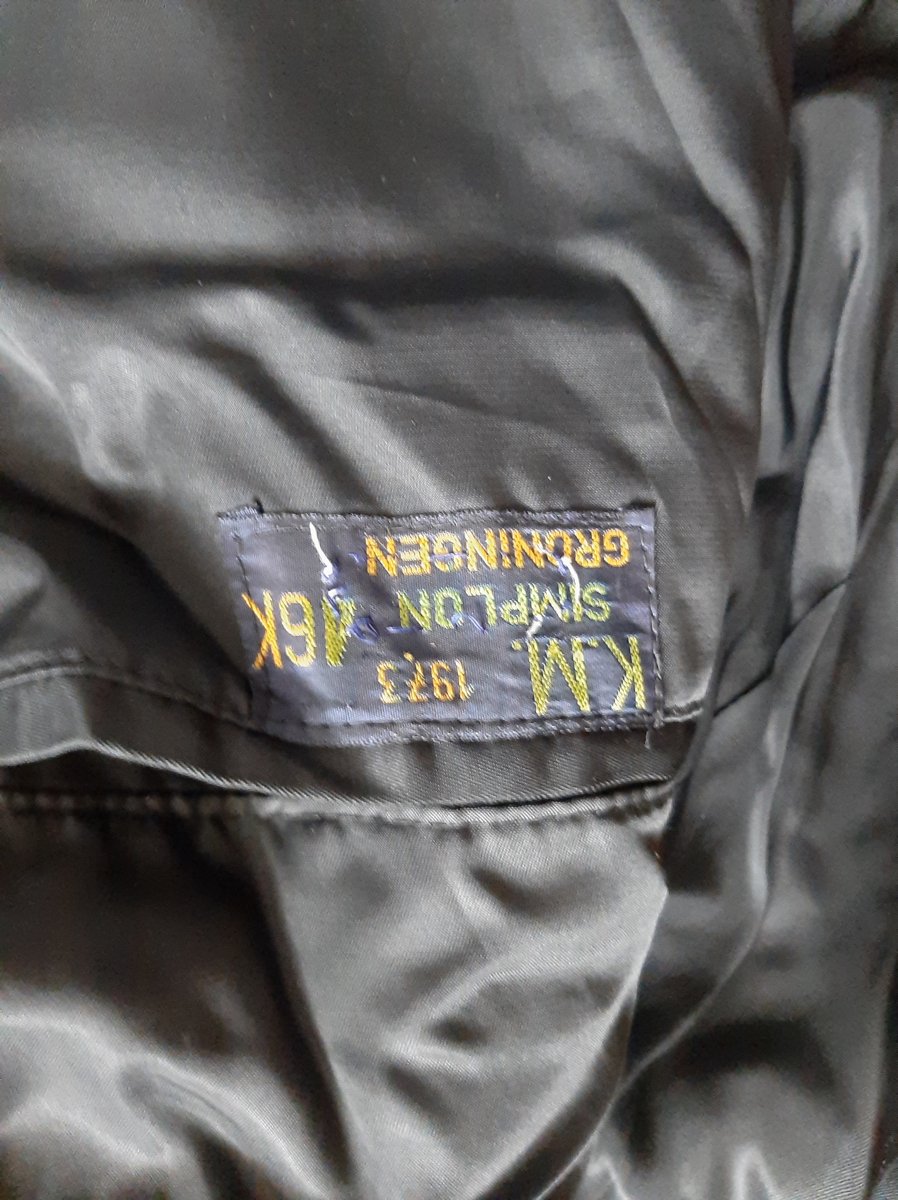 K.M. 1973
SIMPLON 46K
GRONINGEN